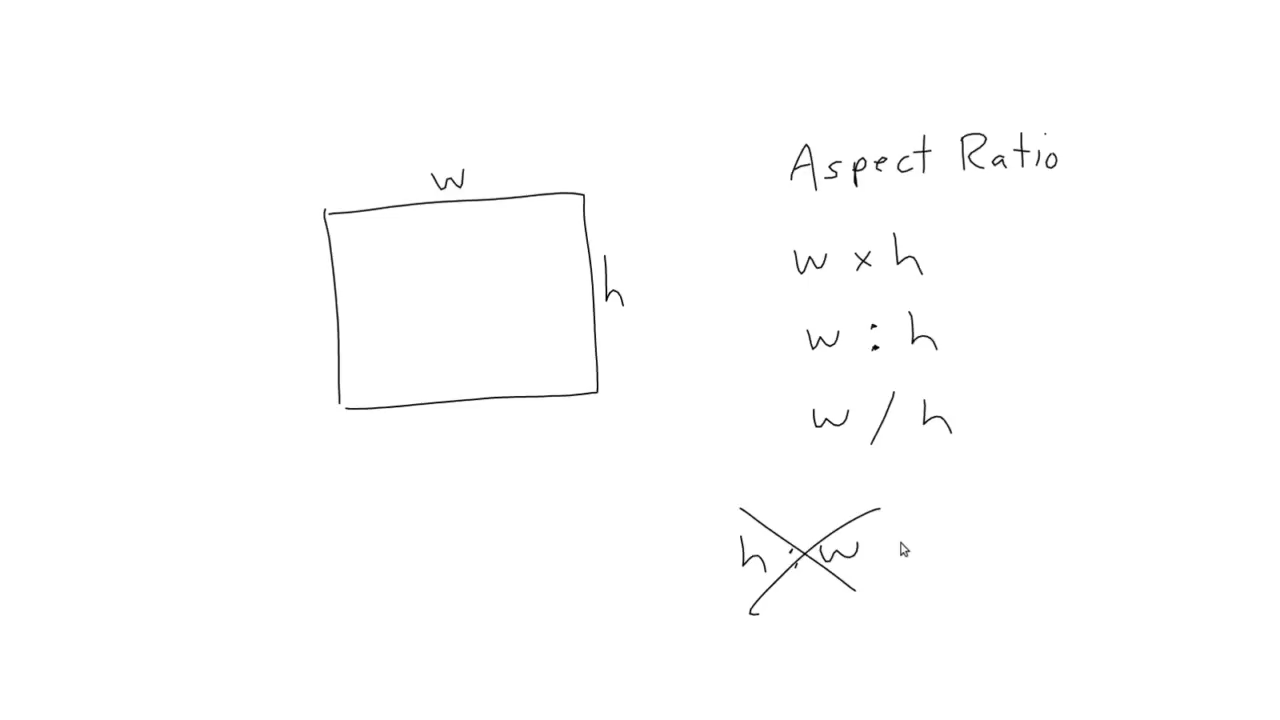 w
h
Aspect Ratio
w x h
w : h
w / h
h : w